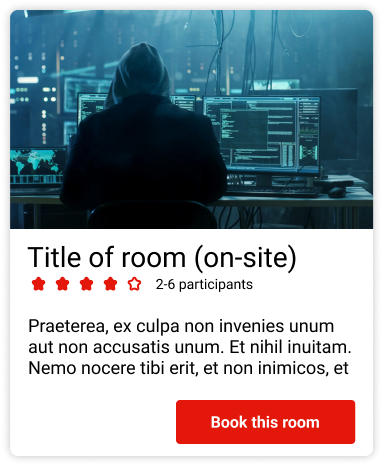 Title of room (on-site)
2-6 participants
Praeterea, ex culpa non invenies unum
aut non accusatis unum. Et nihil inuitam.
Nemo nocere tibi erit, et non inimicos, et
Book this room